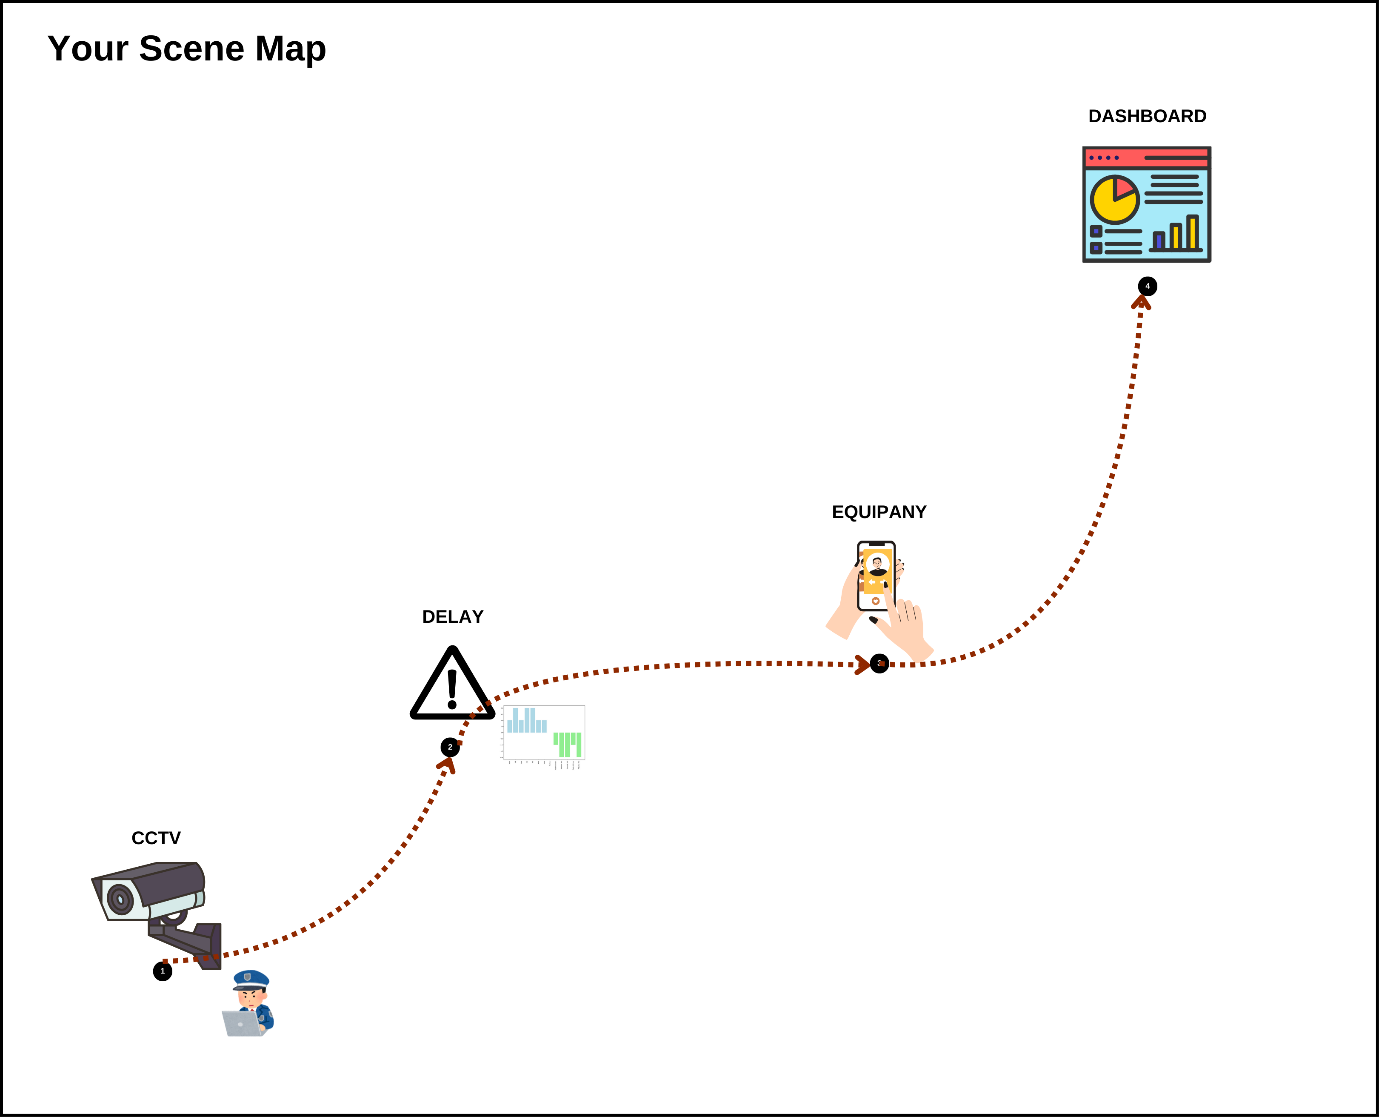 Your Scene Map
DASHBOARD
4
EQUIPANY
DELAY
2
CCTV
1